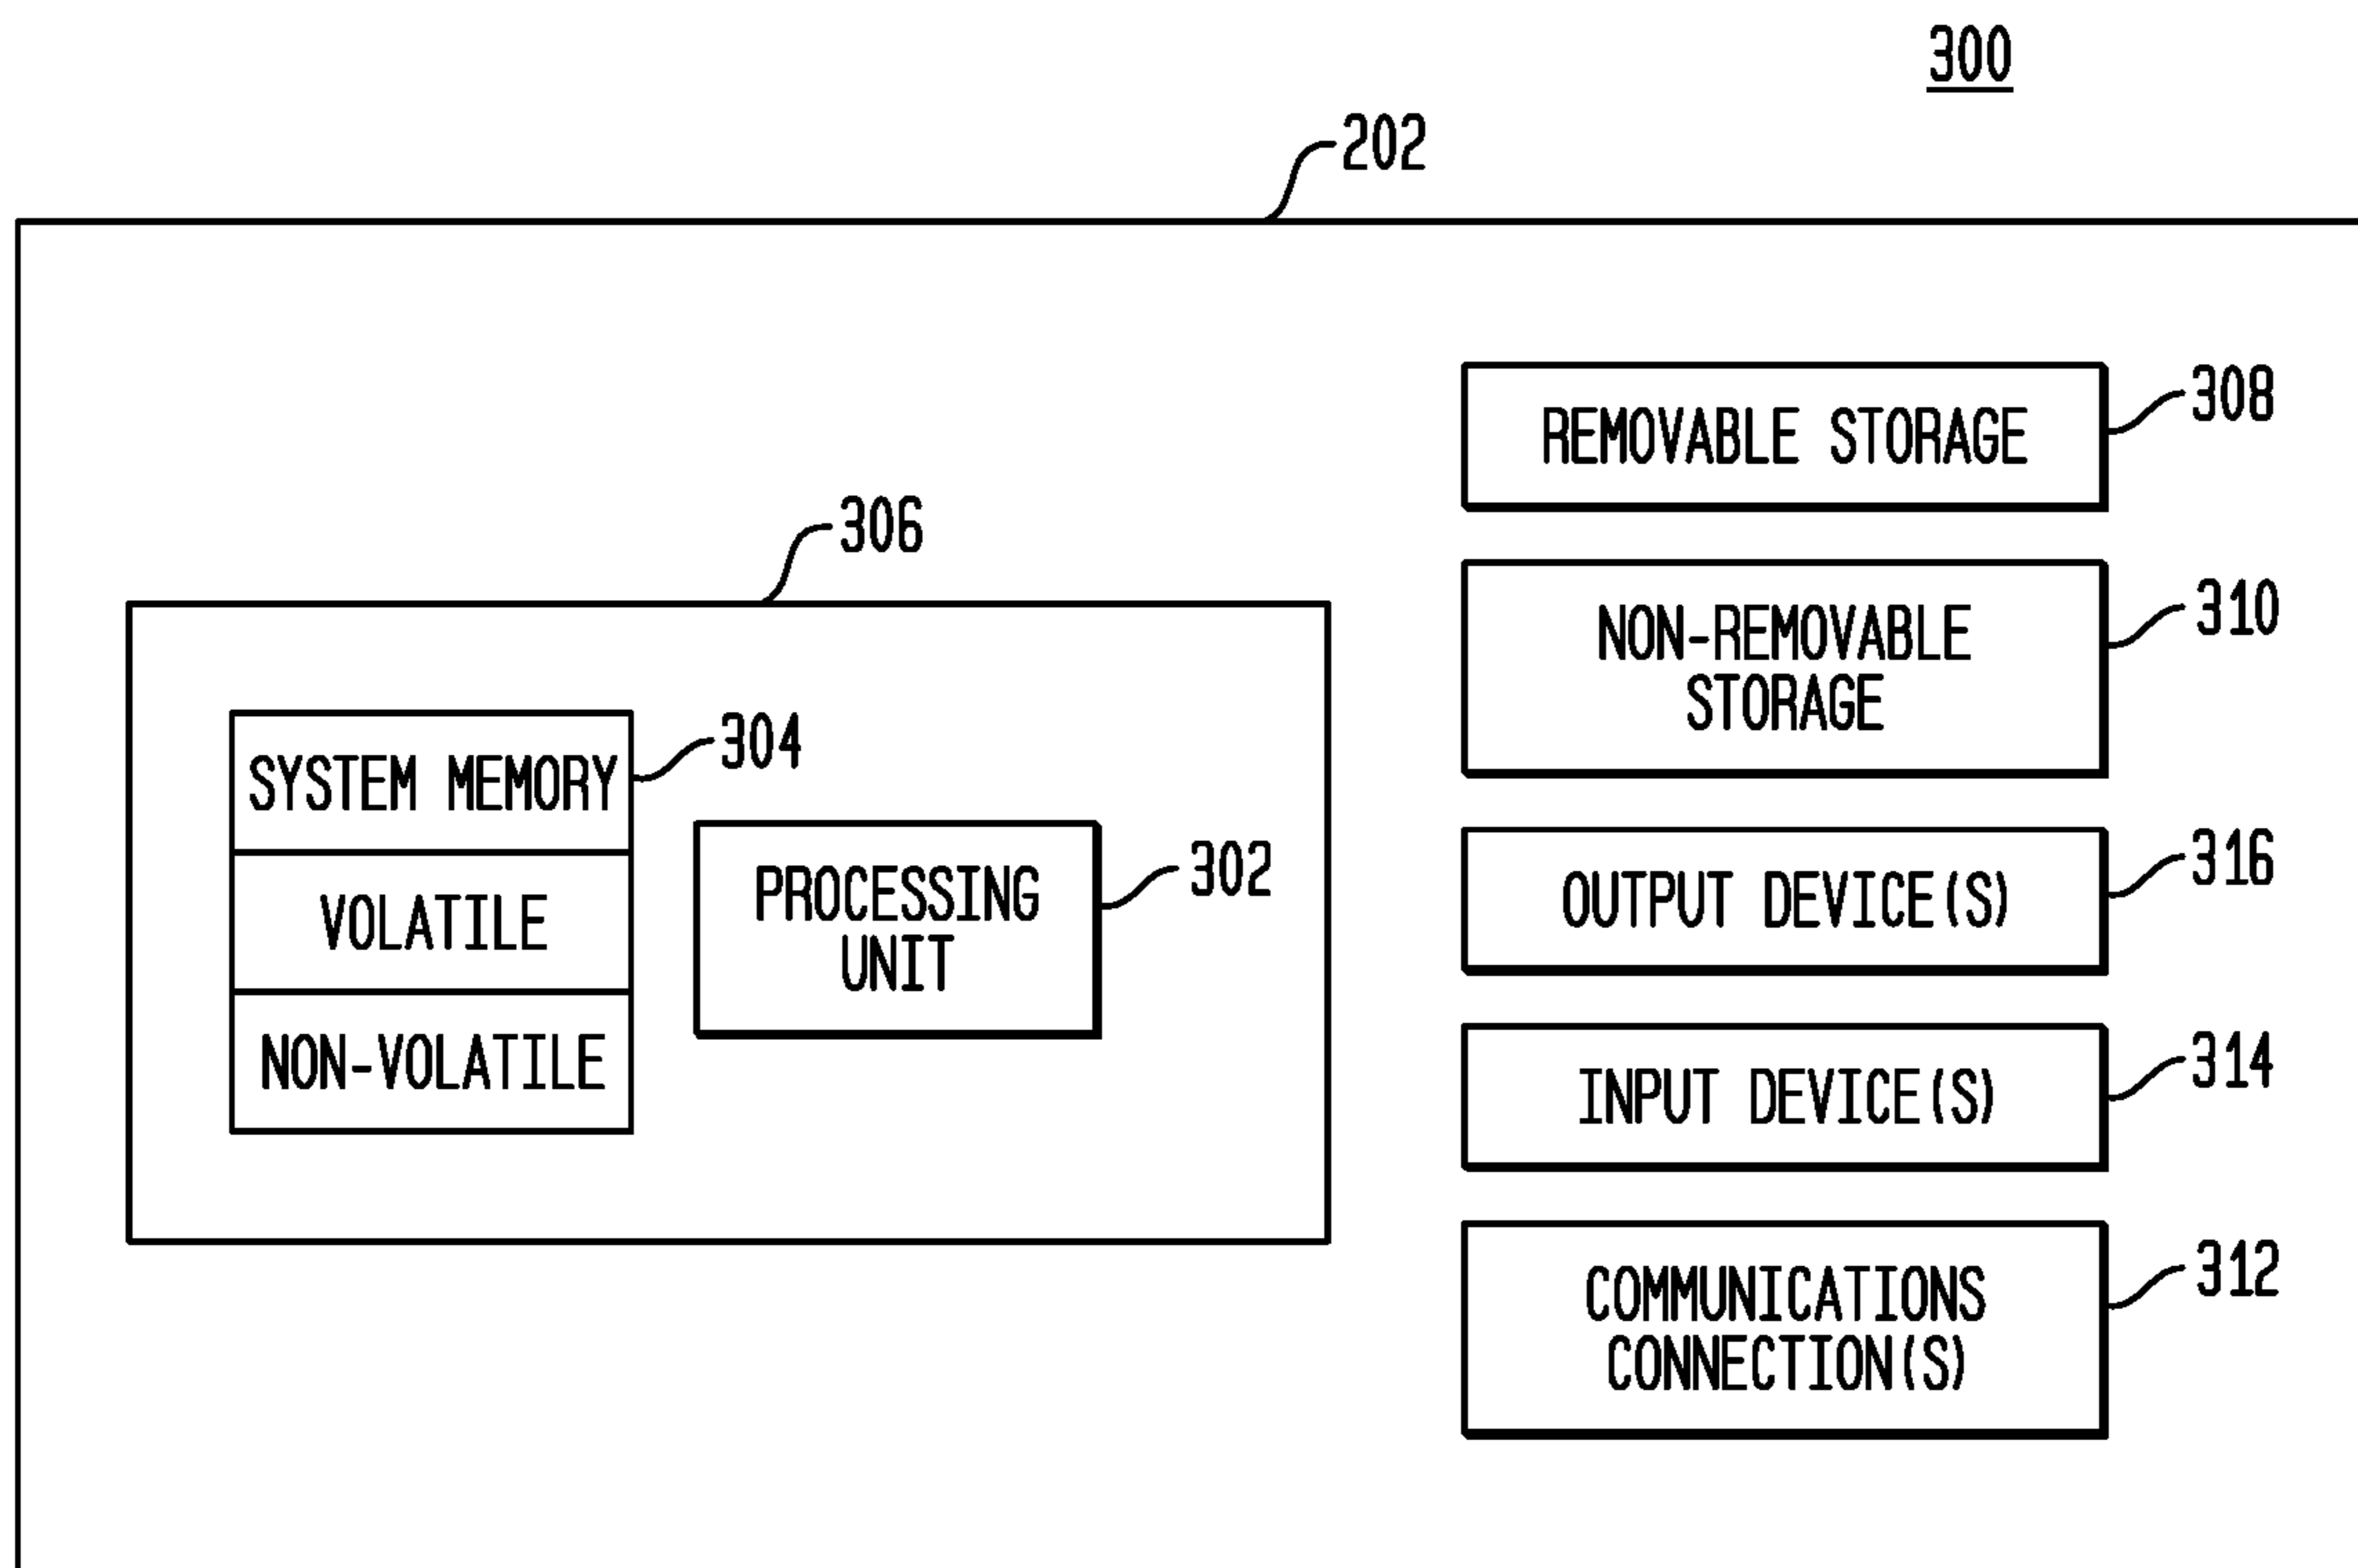 300
202
308
REMOVABLE STORAGE
306
310
NON-REMOVABLE
STORAGE
304
SYSTEM MEMORY
VOLATILE
NON-VOLATILE
302
PROCESSING
UNIT
316
OUTPUT DEVICE(S)
314
INPUT DEVICE(S)
312
COMMUNICATIONS
CONNECTION(S)